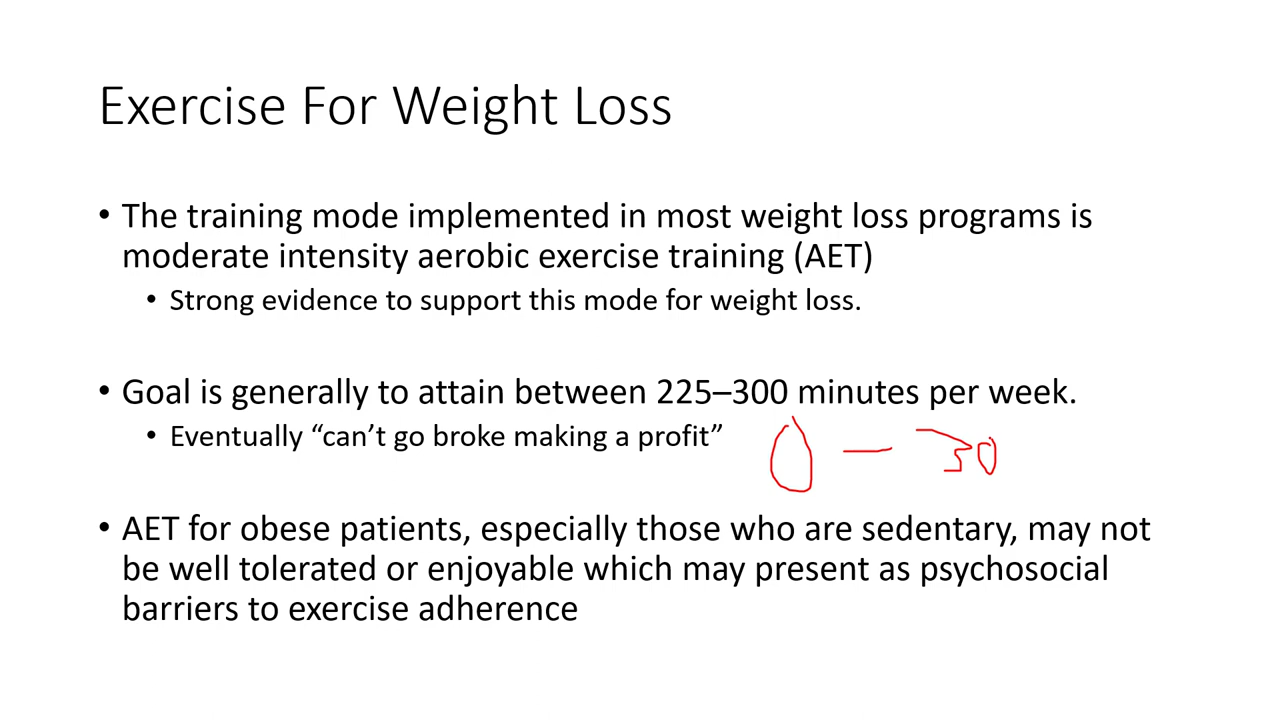 Exercise For Weight Loss
• The training mode implemented in most weight loss programs is
moderate intensity aerobic exercise training (AET)
• Strong evidence to support this mode for weight loss.
• Goal is generally to attain between 225–300 minutes per week.
• Eventually “can’t go broke making a profit”
0 — 30
• AET for obese patients, especially those who are sedentary, may not
be well tolerated or enjoyable which may present as psychosocial
barriers to exercise adherence